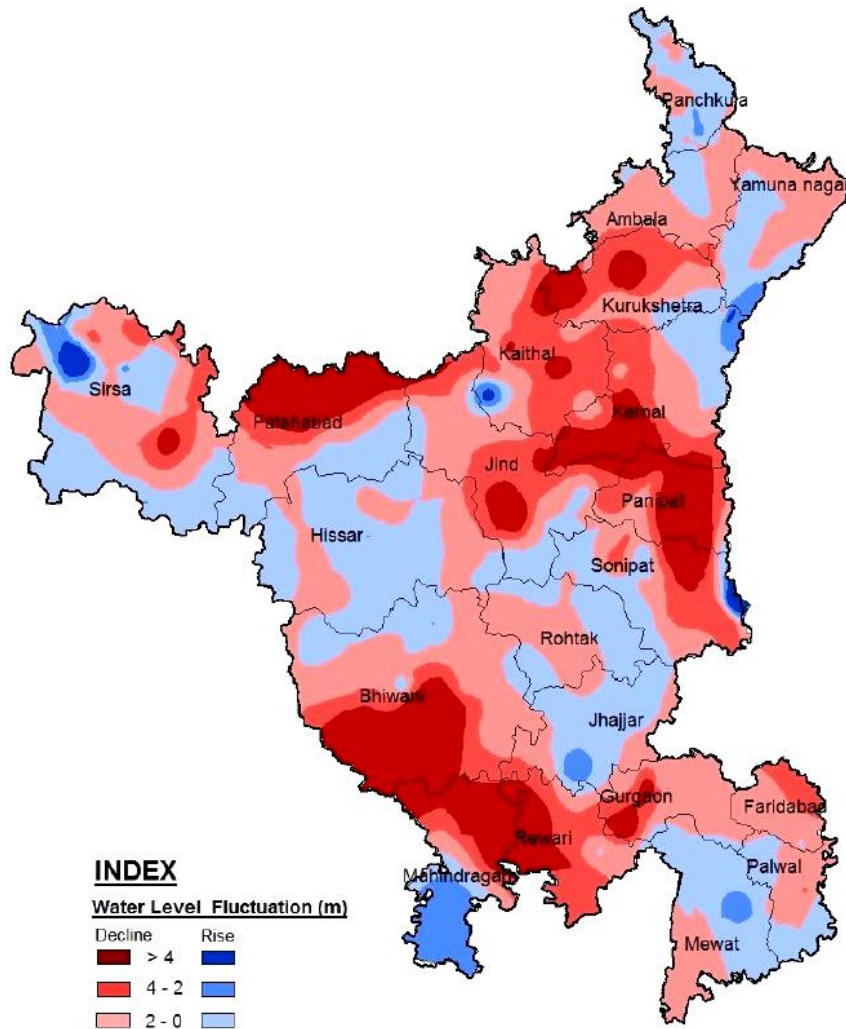 Panchkula
Yamuna nagar
Ambala
Kurukshetra
Kaithal
Sirsa
Fatahabad
Karnal
Jind
Panipat
Hissar
Sonipat
Rohtak
Bhiwani
Jhajjar
Gurgaon
Faridabad
Rewari
Palwal
Mahindragarh
Mewat
INDEX
Water Level Fluctuation (m)
Decline Rise
> 4
4 - 2
2 - 0